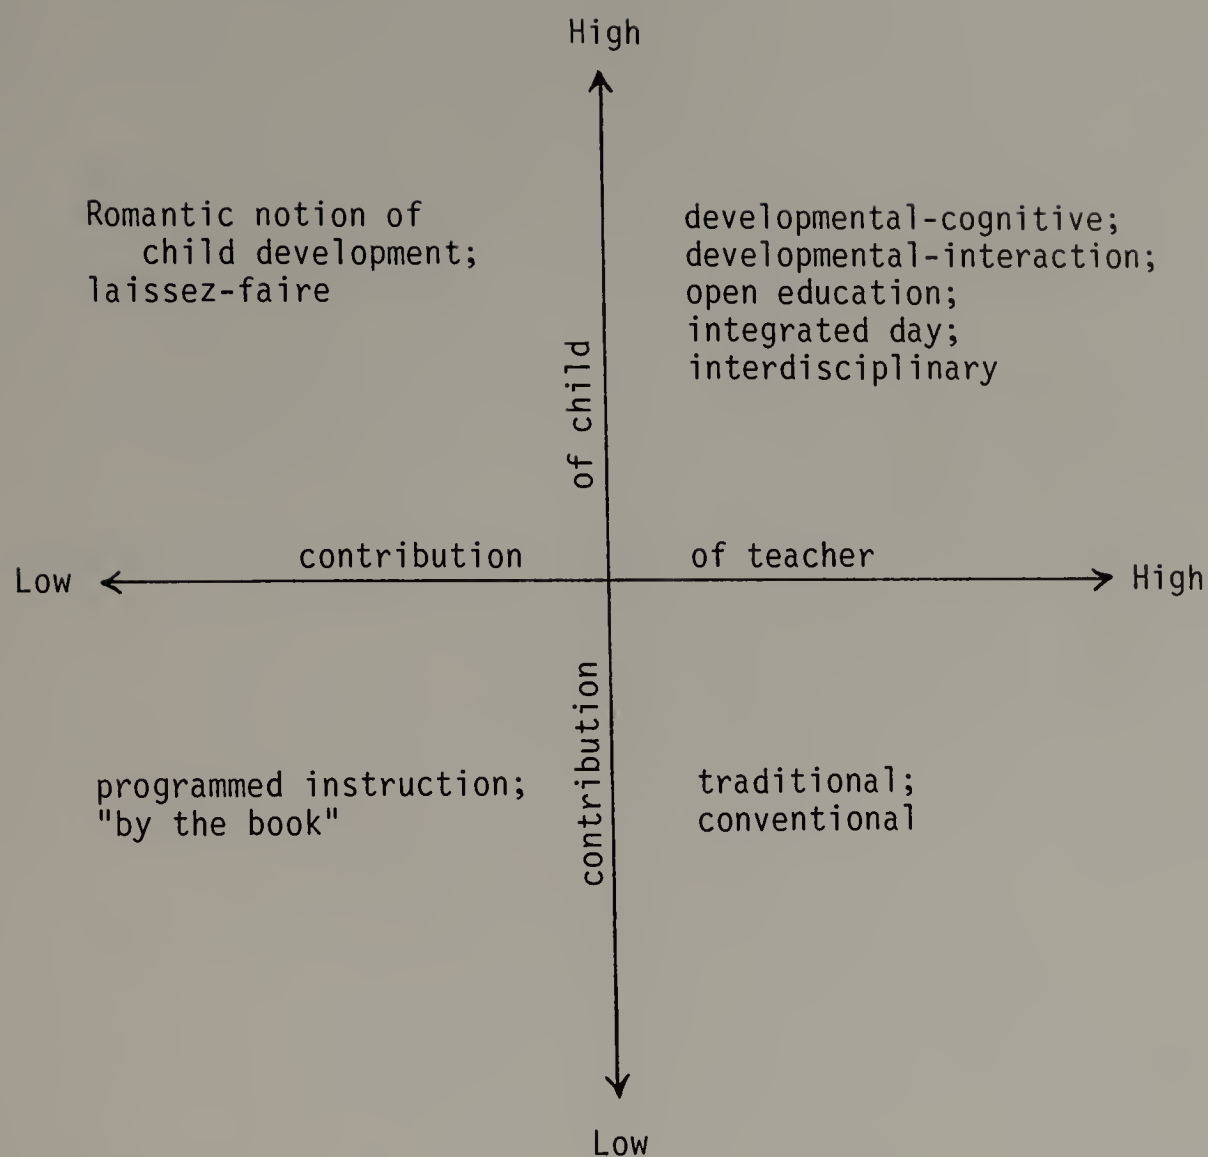 High
Romantic notion of
child development;
laissez-faire
developmental-cognitive;
developmental-interaction;
open education;
integrated day;
interdisciplinary
of child
contribution
of teacher
Low
High
contribution
programmed instruction;
"by the book"
traditional;
conventional
Low